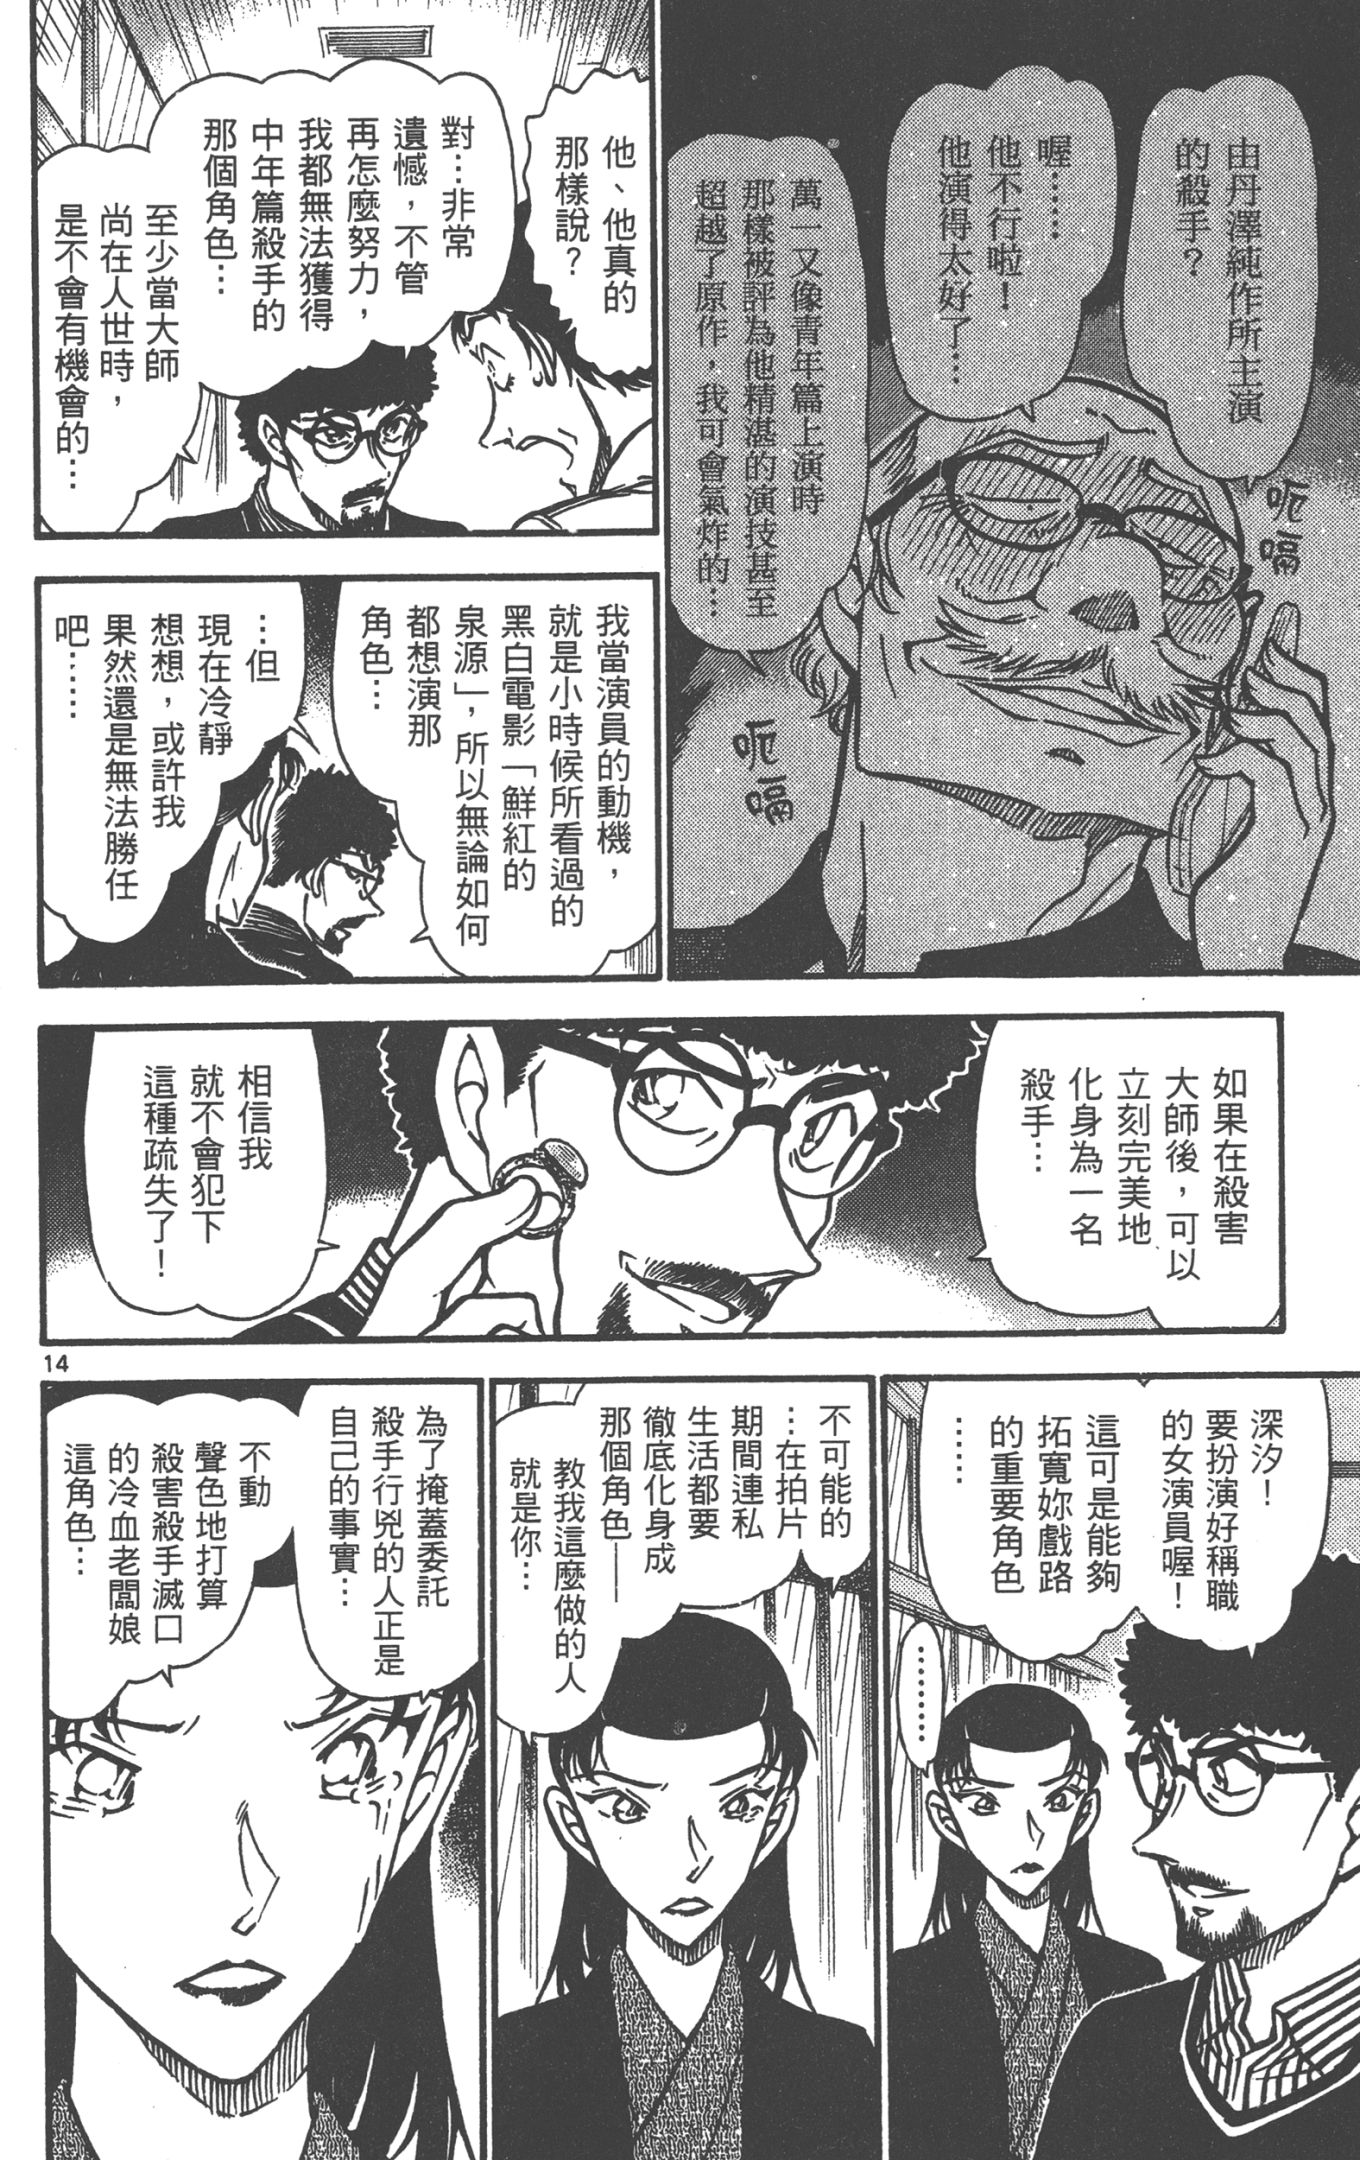 由丹澤純作所主演
的殺手？
喔……
他不行啦！
他演得太好了…
萬一又像青年篇上演時
那樣被評為他精湛的演技甚至
超越了原作，我可會氣炸的…
呃
嗝
呃
嗝
他、他真的
那樣說？
對…非常
遺憾，不管
再怎麼努力，
我都無法獲得
中年篇殺手的
那個角色…
至少當大師
尚在人世時，
是不會有機會的…
我當演員的動機，
就是小時候所看過的
黑白電影「鮮紅的
泉源」，所以無論如何
都想演那
角色…
…但
現在冷靜
想想，或許我
果然還是無法勝任
吧……
如果在殺害
大師後，可以
立刻完美地
化身為一名
殺手…
相信我
就不會犯下
這種疏失了！
14
深汐！
要扮演好稱職
的女演員喔！
這可是能夠
拓寬妳戲路
的重要角色
……
………
不可能的
…在拍片
期間連私
生活都要
徹底化身成
那個角色——
教我這麼做的人
就是你…
為了掩蓋委託
殺手行兇的人正是
自己的事實…
不動
聲色地打算
殺害殺手滅口
的冷血老闆娘
這角色…